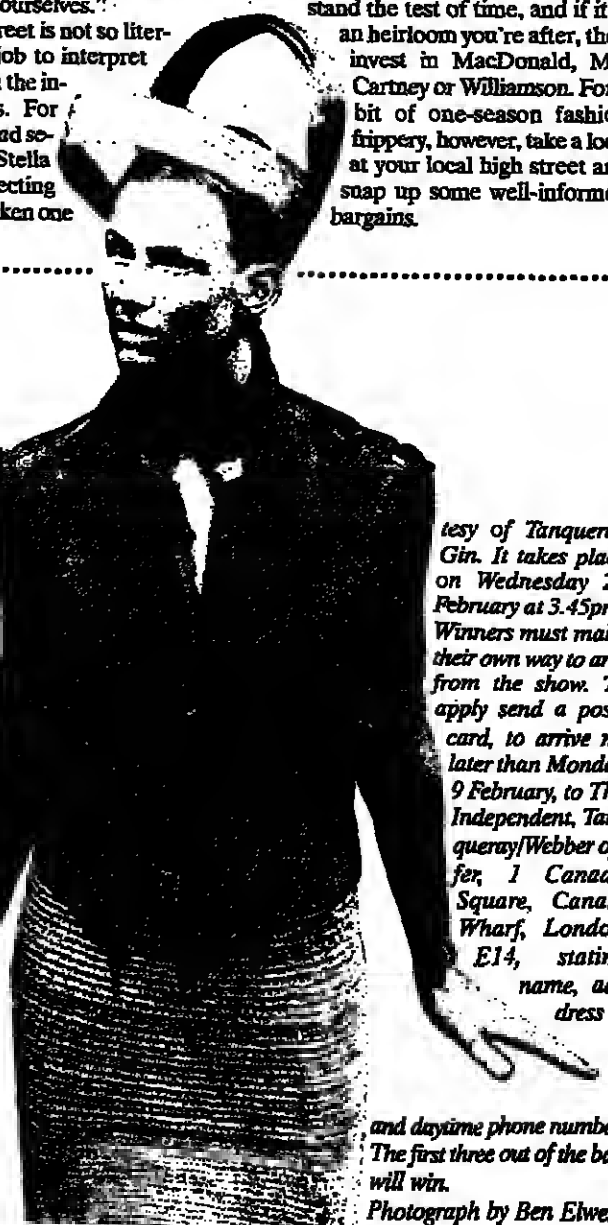 ourselves."
reet is not so liter-
job to interpret
the in-
s. For
ad se-
Stella
ecting
ken one
stand the test of time, and if it
an heirloom you're after, the
invest in MacDonald, M
Cartney or Williamson. For
bit of one-season fashio
frippery, however, take a loo
at your local high street an
snap up some well-informe
bargains.
tesy of Tanquera
Gin. It takes plac
on Wednesday 2
February at 3.45pm
Winners must mak
their own way to an
from the show. T
apply send a post
card, to arrive n
later than Monda
9 February, to Th
Independent, Tan
queray/Webber of
fer, 1 Canad
Square, Canar
Wharf, Londo
E14, statin
name, ad
dress
and daytime phone numbe
The first three out of the ba
will win.
Photograph by Ben Elwe